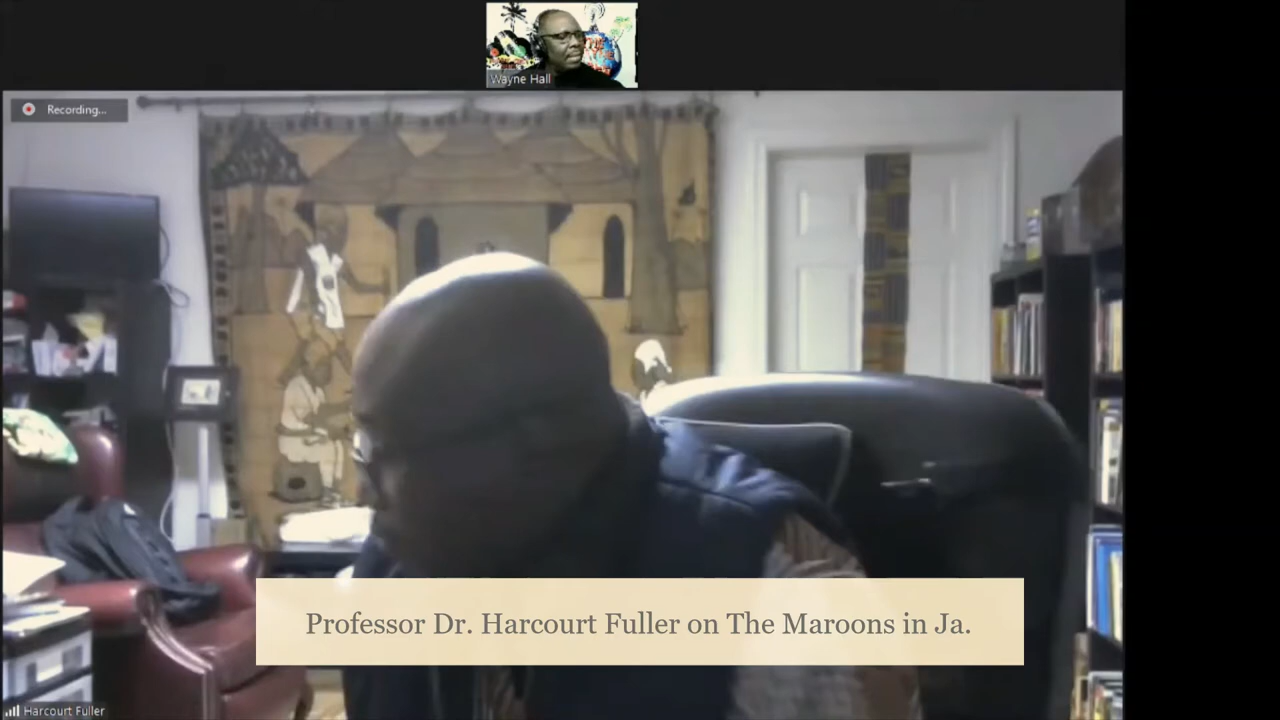 Wayne Hall
Recording...
Professor Dr. Harcourt Fuller on The Maroons in Ja.
Harcourt Fuller